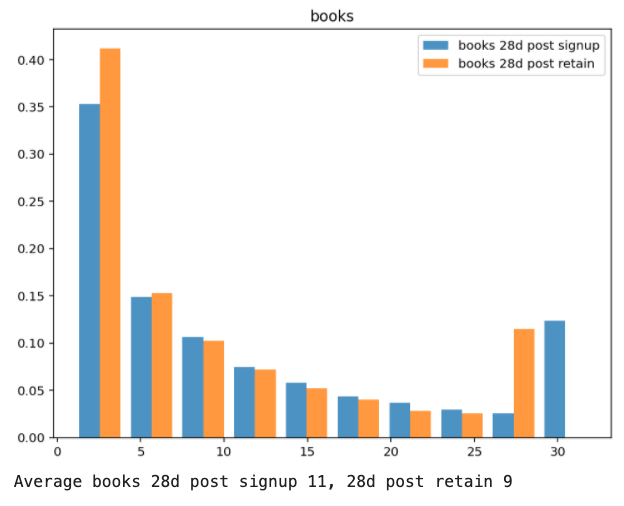 books
books 28d post signup
books 28d post retain
0.40
0.35
0.30
0.25
0.20
0.15
0.10
0.05
0.00
0 5 10 15 20 25 30
Average books 28d post signup 11, 28d post retain 9